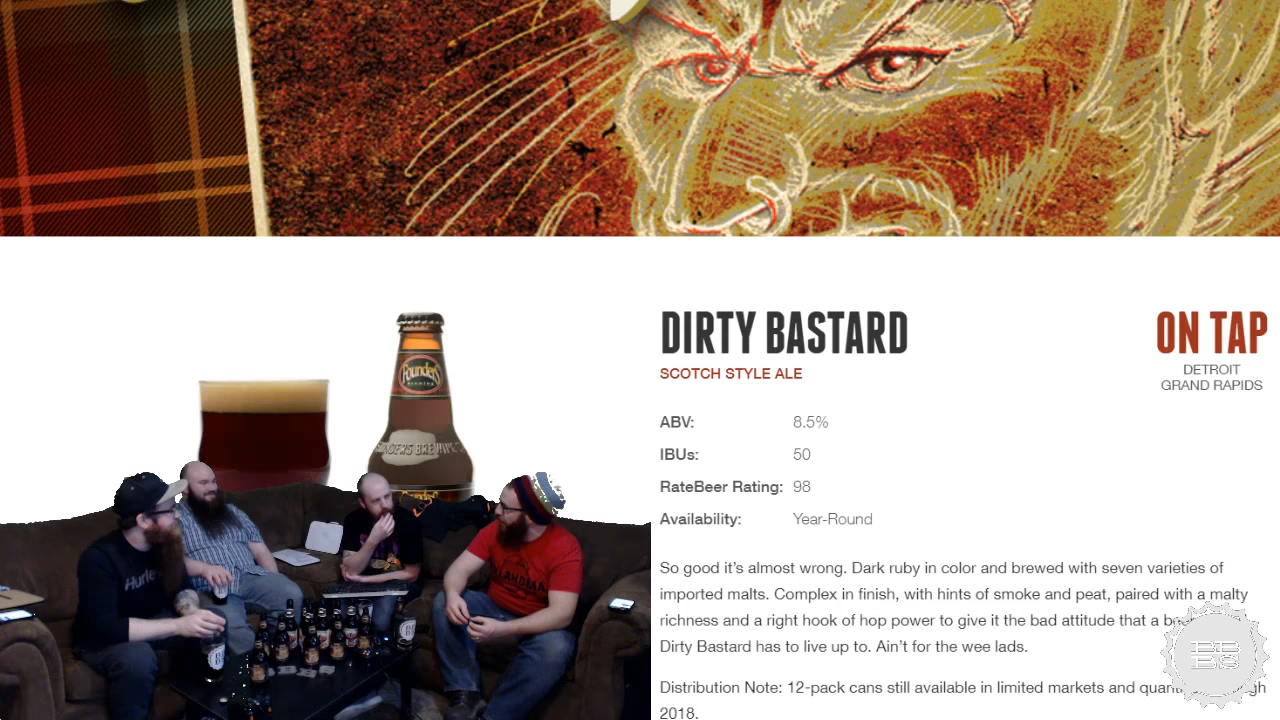 DIRTY BASTARD
SCOTCH STYLE ALE
ON TAP
DETROIT
GRAND RAPIDS
ABV: 8.5%
IBUs: 50
RateBeer Rating: 98
Availability: Year-Round
So good it's almost wrong. Dark ruby in color and brewed with seven varieties of
imported malts. Complex in finish, with hints of smoke and peat, paired with a malty
richness and a right hook of hop power to give it the bad attitude that a
Dirty Bastard has to live up to. Ain't for the wee lads.
Distribution Note: 12-pack cans still available in limited markets and
2018.
Founders